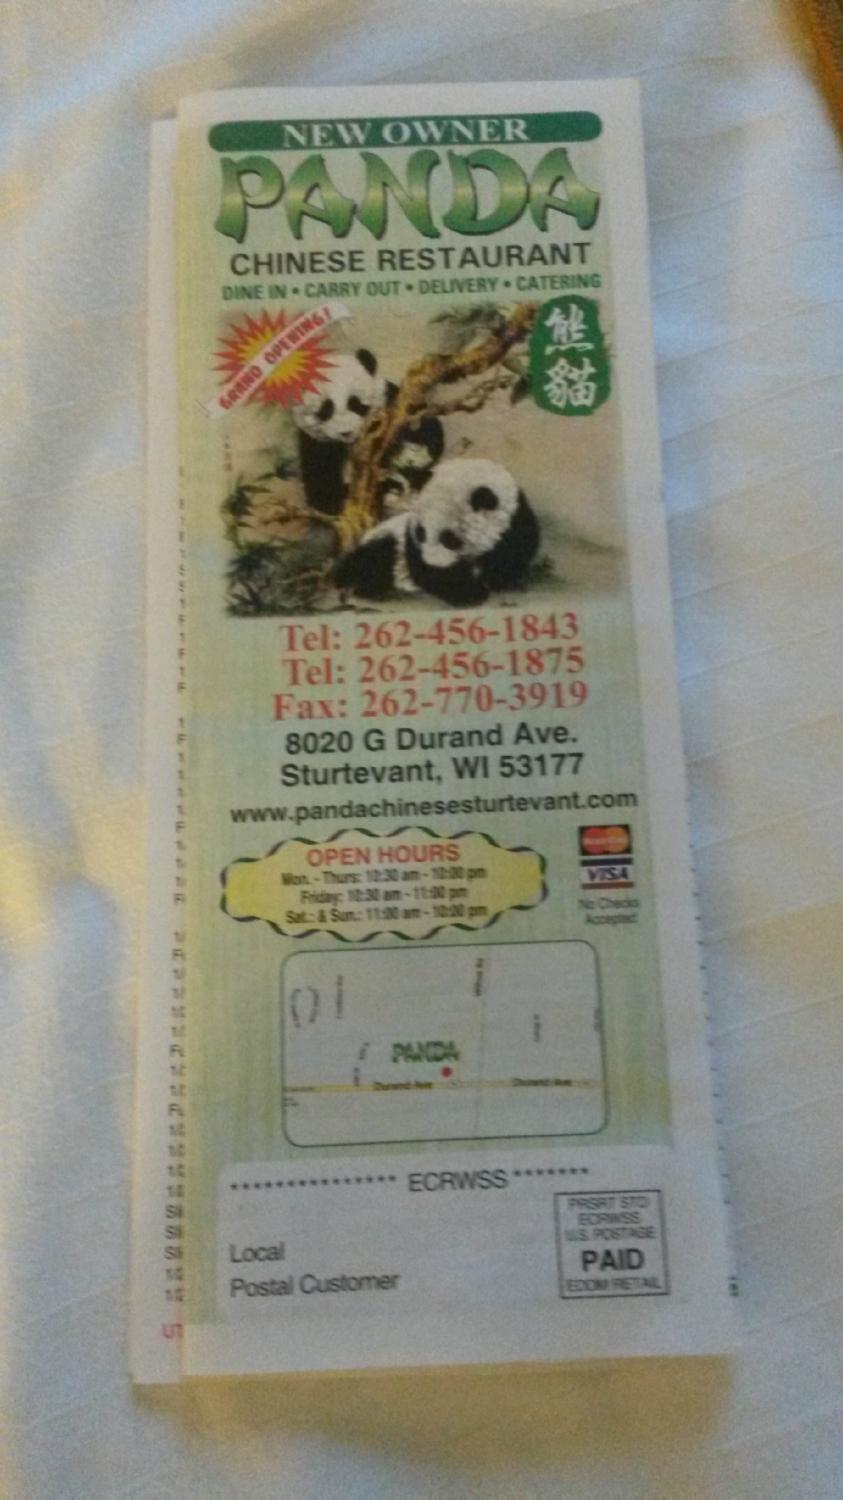 NEW OWNER
PANDA
CHINESE RESTAURANT
DINE IN • CARRY OUT • DELIVERY • CATERING
GRAND OPENING!
熊
貓
Tel: 262-456-1843
Tel: 262-456-1875
Fax: 262-770-3919
8020 G Durand Ave.
Sturtevant, WI 53177
www.pandachinesesturtevant.com
OPEN HOURS
Mon. - Thurs: 10:30 am - 10:00 pm
Friday: 10:30 am - 11:00 pm
Sat.: & Sun.: 11:00 am - 10:00 pm
MasterCard
VISA
No Checks
Accepted
PANDA
Durand Ave
Durand Ave
*************** ECRWSS *******
Local
Postal Customer
PRSRT STD
ECRWSS
U.S. POSTAGE
PAID
EDDM RETAIL